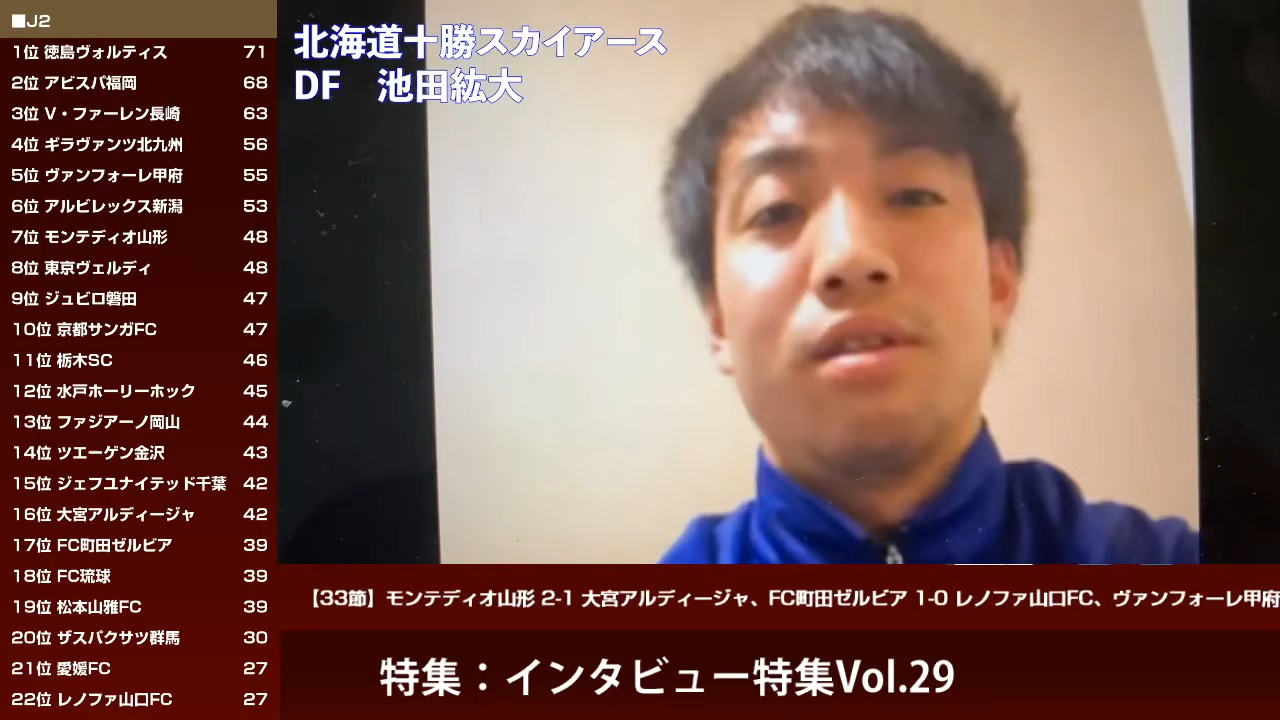 ■J2
1位 徳島ヴォルティス 71
2位 アビスパ福岡 68
3位 V・ファーレン長崎 63
4位 ギラヴァンツ北九州 56
5位 ヴァンフォーレ甲府 55
6位 アルビレックス新潟 53
7位 モンテディオ山形 48
8位 東京ヴェルディ 48
9位 ジュビロ磐田 47
10位 京都サンガFC 47
11位 栃木SC 46
12位 水戸ホーリーホック 45
13位 ファジアーノ岡山 44
14位 ツエーゲン金沢 43
15位 ジェフユナイテッド千葉 42
16位 大宮アルディージャ 42
17位 FC町田ゼルビア 39
18位 FC琉球 39
19位 松本山雅FC 39
20位 ザスパクサツ群馬 30
21位 愛媛FC 27
22位 レノファ山口FC 27
北海道十勝スカイアース
DF 池田紘大
【33節】モンテディオ山形 2-1 大宮アルディージャ、FC町田ゼルビア 1-0 レノファ山口FC、ヴァンフォーレ甲府
特集：インタビュー特集Vol.29